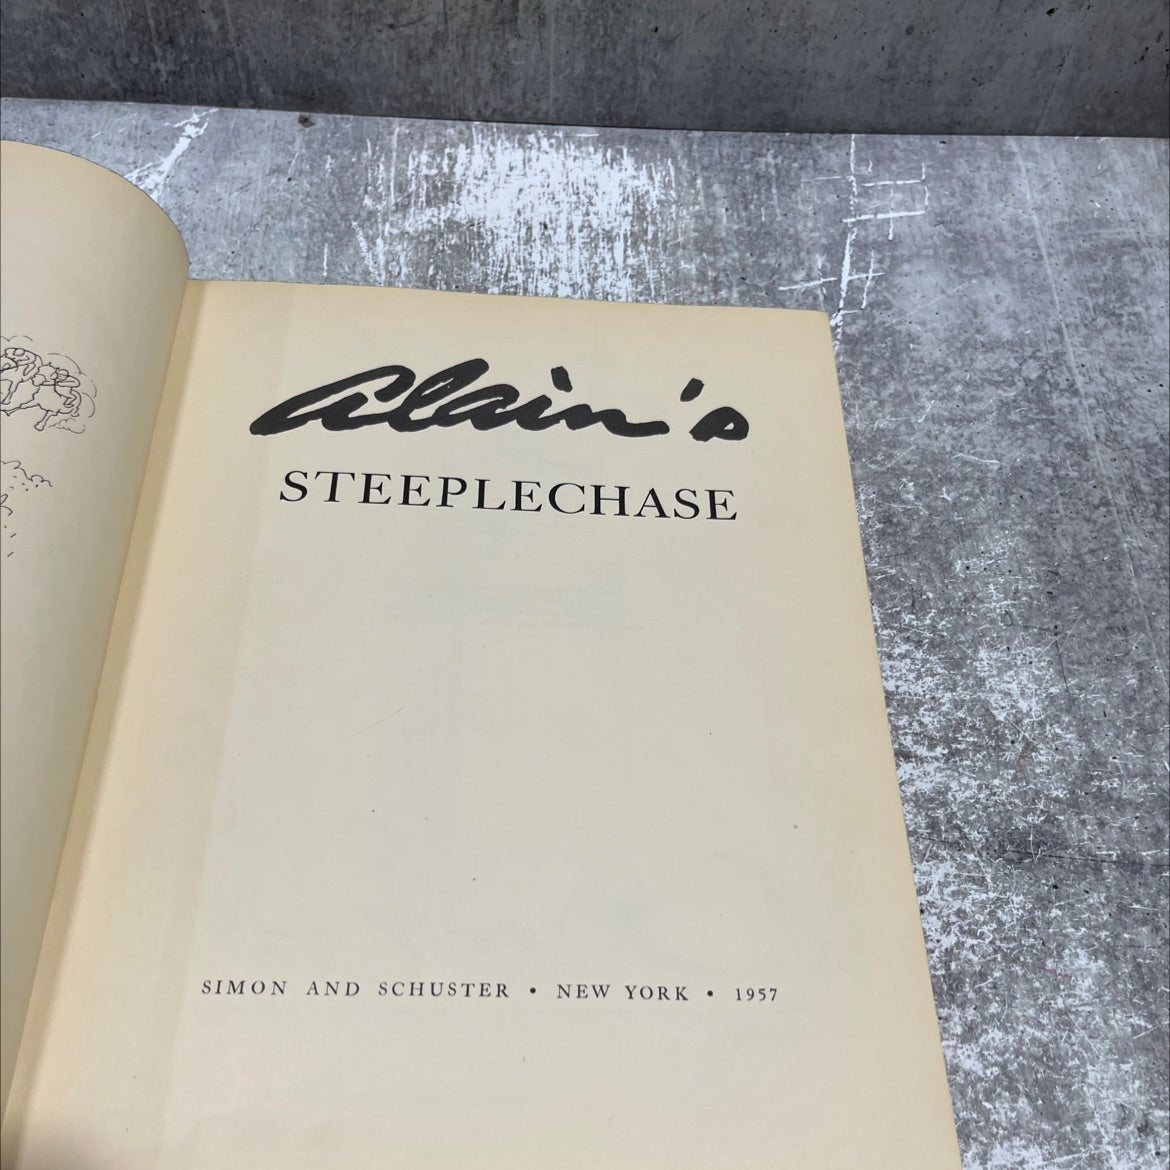 Alain's
STEEPLECHASE
SIMON AND SCHUSTER • NEW YORK • 1957